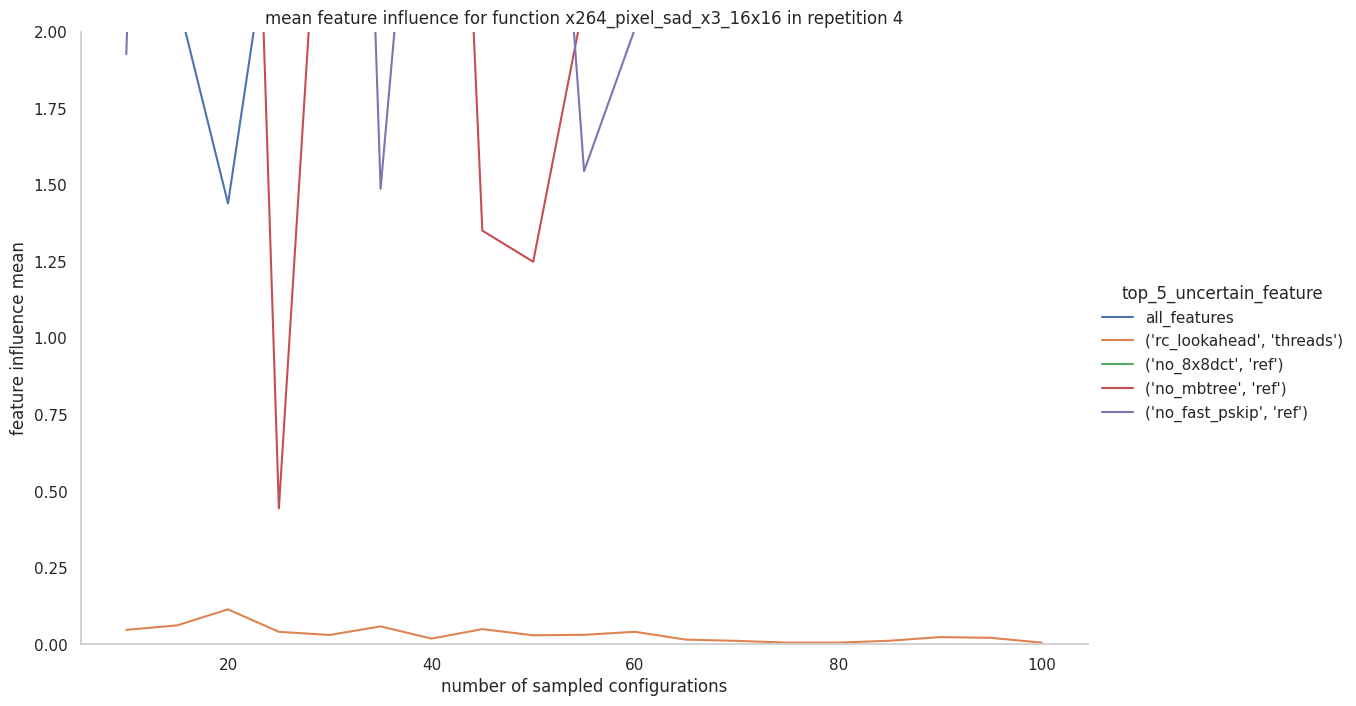 mean feature influence for function x264_pixel_sad_x3_16x16 in repetition 4
2.00
1.75
1.50
1.25
1.00
0.75
0.50
0.25
0.00
feature influence mean
20
40
60
80
100
number of sampled configurations
top_5_uncertain_feature
all_features
('rc_lookahead', 'threads')
('no_8x8dct', 'ref')
('no_mbtree', 'ref')
('no_fast_pskip', 'ref')